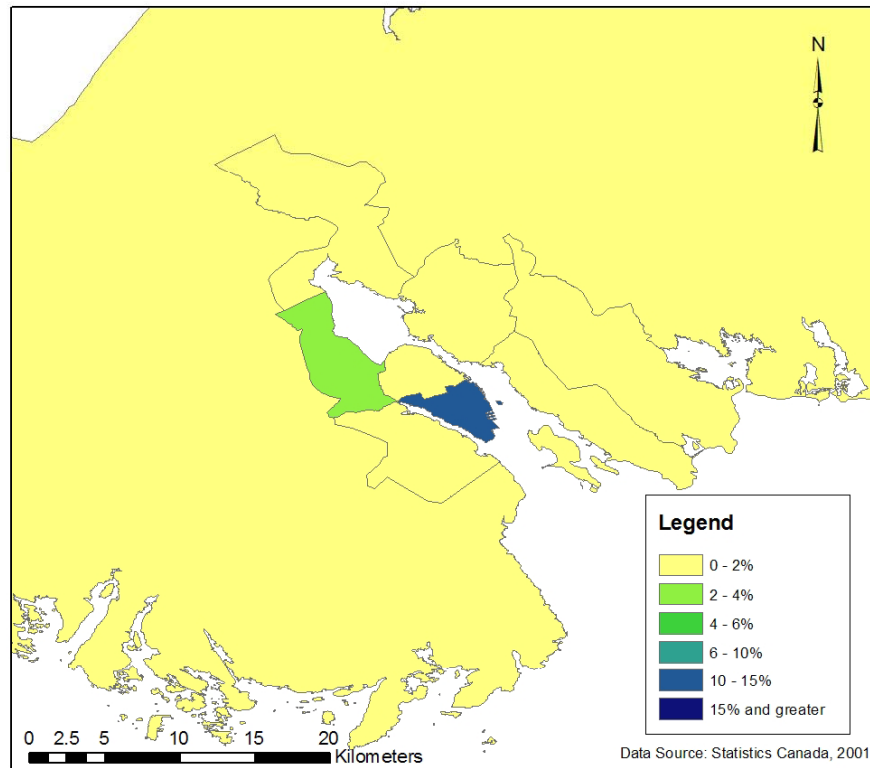 N
Legend
0 - 2%
2 - 4%
4 - 6%
6 - 10%
10 - 15%
15% and greater
0 2.5 5 10 15 20
Kilometers
Data Source: Statistics Canada, 2001